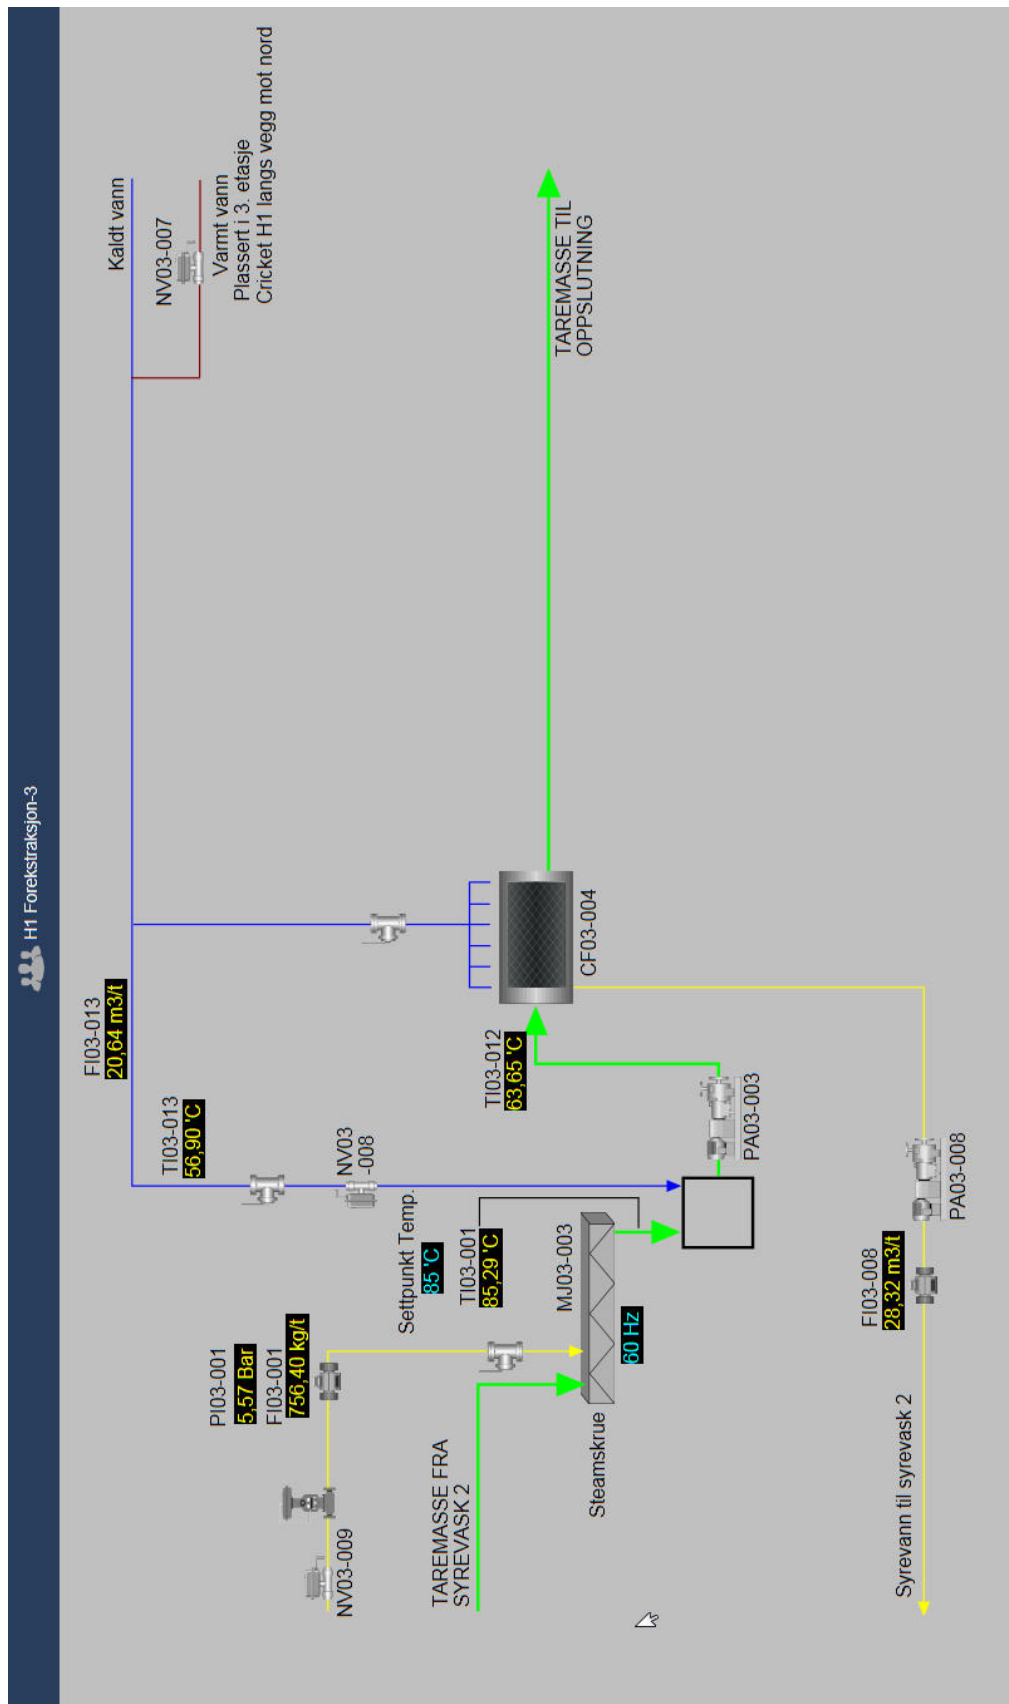 H1 Forekstraksjon-3
NV03-009
PI03-001
5,57 Bar
FI03-001
756,40 kg/t
TAREMASSE FRA
SYREVASK 2
Settpunkt Temp.
85 'C
TI03-001
85,29 'C
MJ03-003
60 Hz
Steamskrue
FI03-013
20,64 m3/t
TI03-013
56,90 'C
NV03
-008
TI03-012
63,65 'C
PA03-003
CF03-004
Kaldt vann
NV03-007
Varmt vann
Plassert i 3. etasje
Cricket H1 langs vegg mot nord
TAREMASSE TIL
OPPSLUTNING
Syrevann til syrevask 2
FI03-008
28,32 m3/t
PA03-008